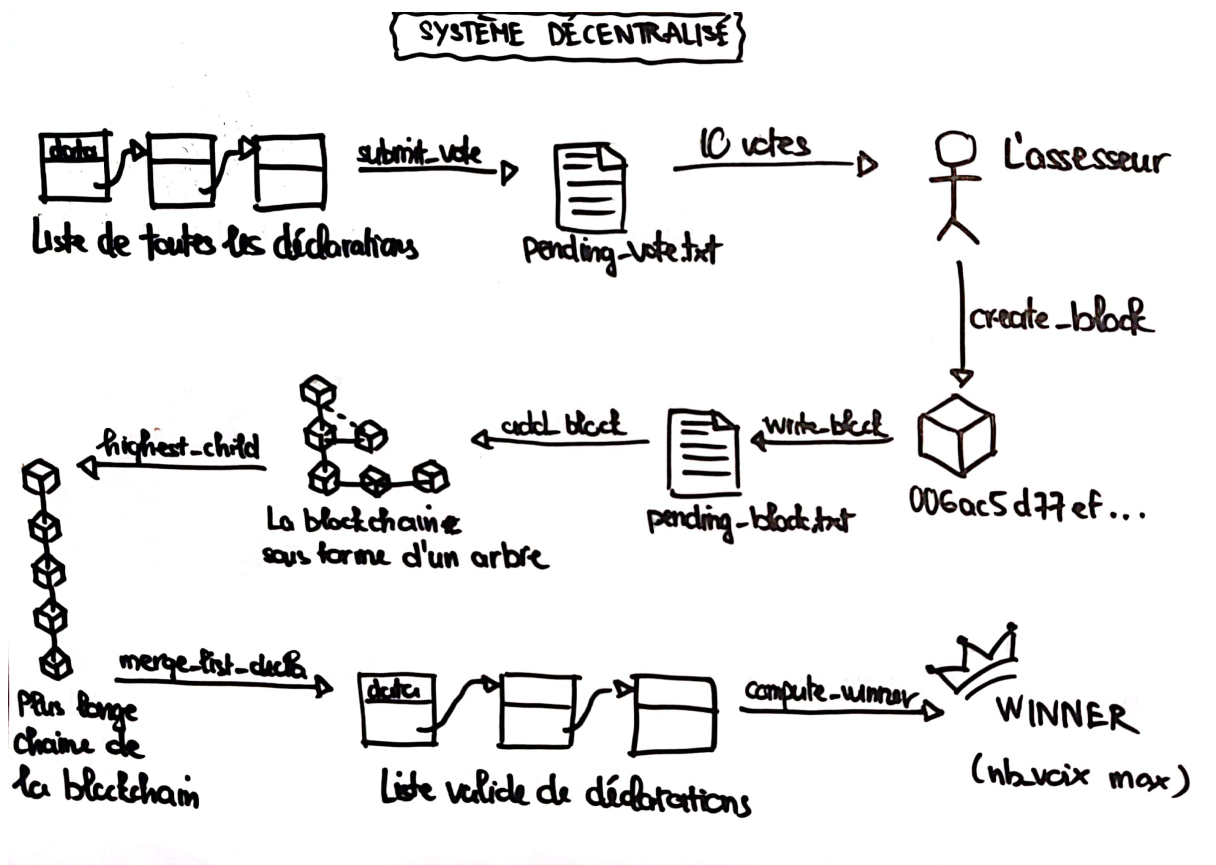 SYSTÈME DÉCENTRALISÉ
data
submit_vote
10 votes
L'assesseur
Liste de toutes les déclarations
pending_vote.txt
create_block
highest_child
add_block
write_block
006ac5d77ef...
La blockchaine
sous forme d'un arbre
pending_block.txt
merge_list_decla
data
compute_winner
WINNER
(nb_voix max)
Plus longe
chaine de
la blockchain
Liste valide de déclarations